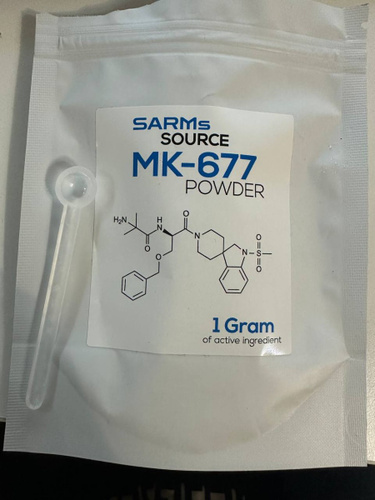 SARMs
SOURCE
MK-677
POWDER
H₂N
H
N
O
O
N
O
N
O
S
O
1 Gram
of active ingredient